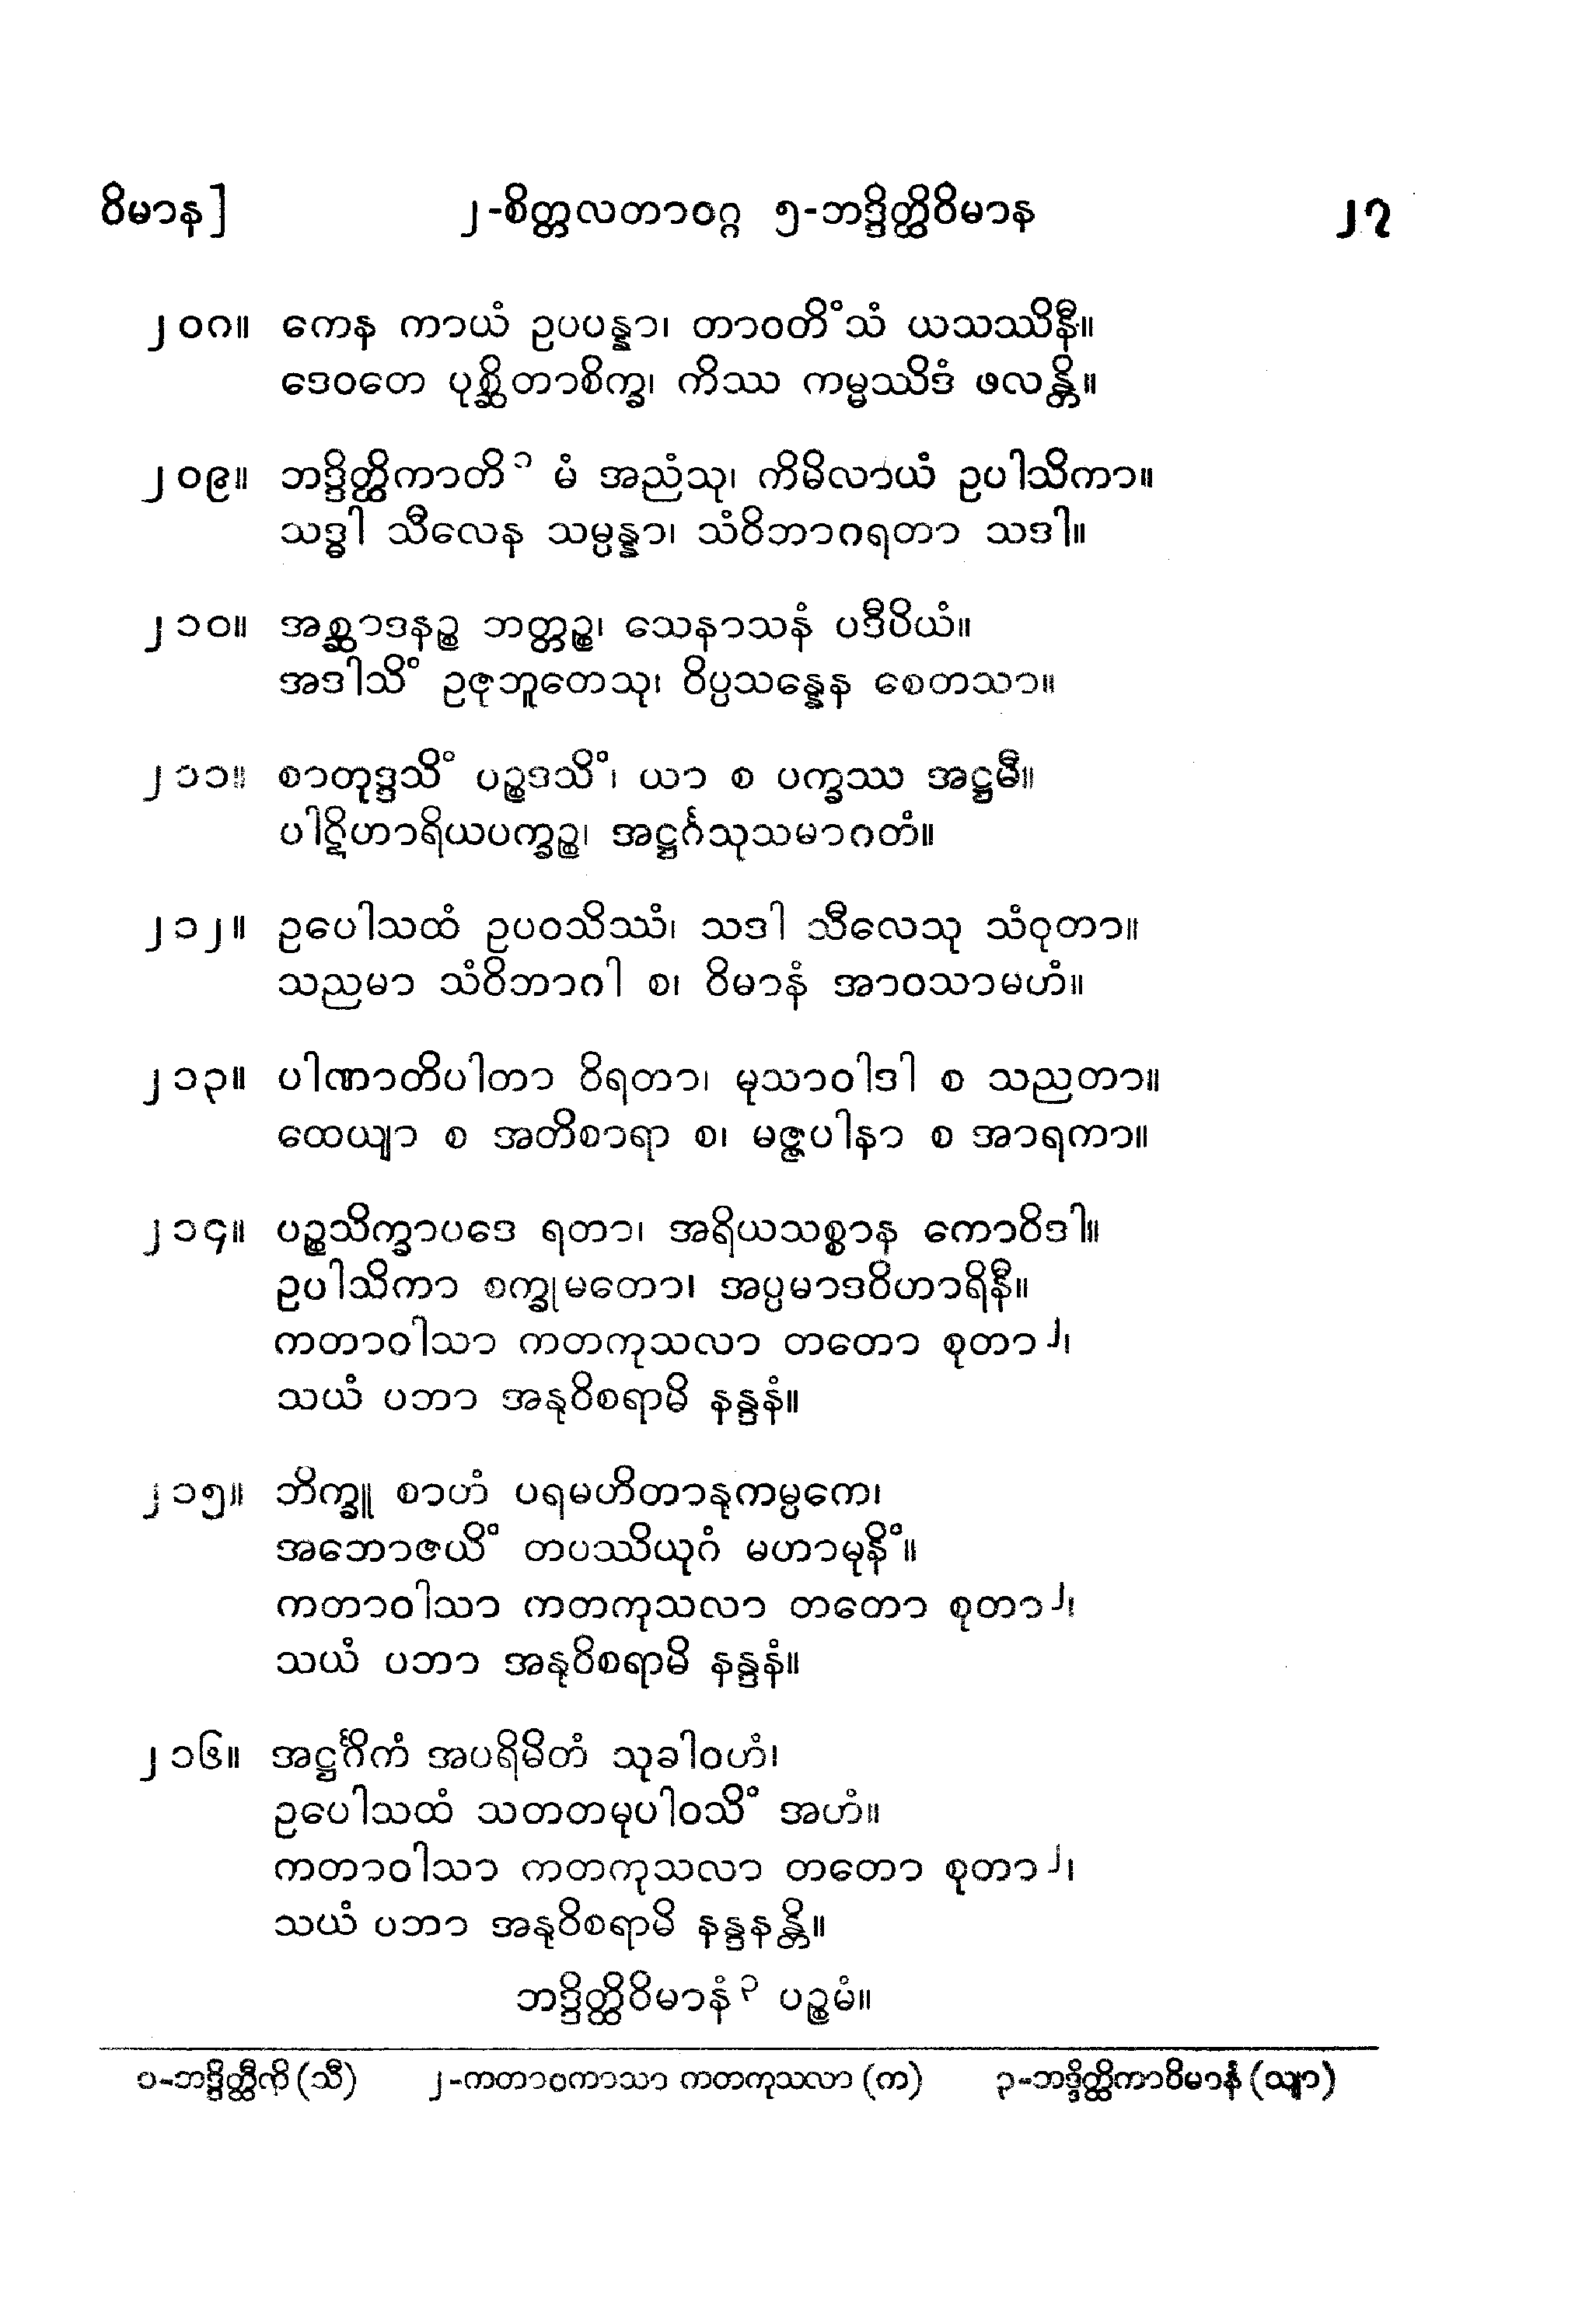 ဝိမာန]
၂-စိတ္တလတာဝဂ္ဂ ၅-ဘဒ္ဒိတ္ထိဝိမာန
၂၇
၂၀၈။ ကေန ကာယံ ဥပပန္နာ၊ တာဝတိံသံ ယသဿိနီ။
ဒေဝတေ ပုစ္ဆိတာစိက္ခ၊ ကိဿ ကမ္မဿိဒံ ဖလန္တိ။
၂၀၉။ ဘဒ္ဒိတ္ထိကာတိ ၁ မံ အညံသု၊ ကိမိလာယံ ဥပါသိကာ။
သဒ္ဓါ သီလေန သမ္ပန္နာ၊ သံဝိဘာဂရတာ သဒါ။
၂၁၀။ အစ္ဆာဒနဉ္စ ဘတ္တဉ္စ၊ သေနာသနံ ပဒီပိယံ။
အဒါသိံ ဥဇုဘူတေသု၊ ဝိပ္ပသန္နေန စေတသာ။
၂၁၁။ စာတုဒ္ဒသိံ ပဉ္စဒသိံ၊ ယာ စ ပက္ခဿ အဋ္ဌမီ။
ပါဋိဟာရိယပက္ခဉ္စ၊ အဋ္ဌင်္ဂသုသမာဂတံ။
၂၁၂။ ဥပေါသထံ ဥပဝသိဿံ၊ သဒါ သီလေသု သံဝုတာ။
သညမာ သံဝိဘာဂါ စ၊ ဝိမာနံ အာဝသာမဟံ။
၂၁၃။ ပါဏာတိပါတာ ဝိရတာ၊ မုသာဝါဒါ စ သညတာ။
ထေယျာ စ အတိစာရာ စ၊ မဇ္ဇပါနာ စ အာရကာ။
၂၁၄။ ပဉ္စသိက္ခာပဒေ ရတာ၊ အရိယသစ္စာန ကောဝိဒါ။
ဥပါသိကာ စက္ခုမတော၊ အပ္ပမာဒဝိဟာရိနီ။
ကတာဝါသာ ကတကုသလာ တတော စုတာ ၂၊
သယံ ပဘာ အနုဝိစရာမိ နန္ဒနံ။
၂၁၅။ ဘိက္ခူ စာဟံ ပရမဟိတာနုကမ္ပကေ၊
အဘောဇယိံ တပဿိယုဂံ မဟာမုနိံ။
ကတာဝါသာ ကတကုသလာ တတော စုတာ ၂၊
သယံ ပဘာ အနုဝိစရာမိ နန္ဒနံ။
၂၁၆။ အဋ္ဌင်္ဂိကံ အပရိမိတံ သုခါဝဟံ၊
ဥပေါသထံ သတတမုပါဝသိံ အဟံ။
ကတာဝါသာ ကတကုသလာ တတော စုတာ ၂၊
သယံ ပဘာ အနုဝိစရာမိ နန္ဒနန္တိ။
ဘဒ္ဒိတ္ထိဝိမာနံ ၃ ပဉ္စမံ။
၁-ဘဒ္ဒိတ္ထီတိ (သီ) ၂-ကတာဝကာသာ ကတကုသလာ (က) ၃-ဘဒ္ဒိတ္ထိကာဝိမာနံ (သျာ)